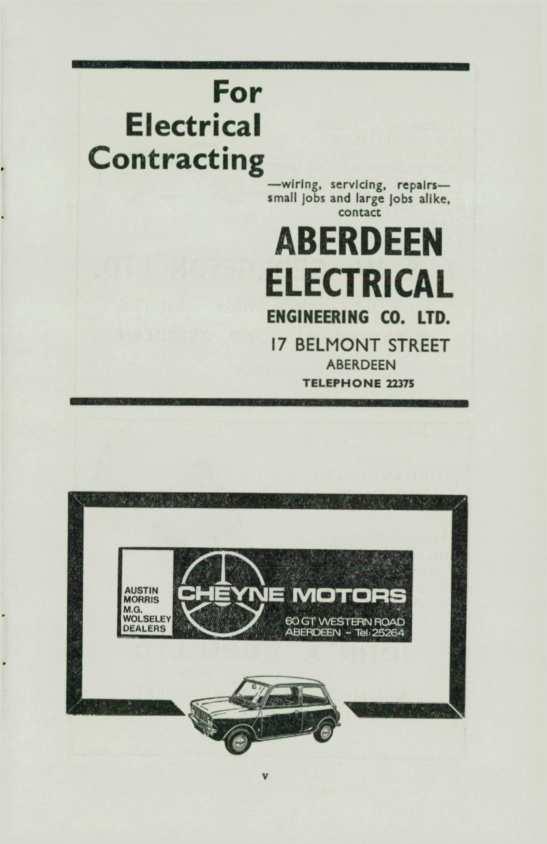 For
Electrical
Contracting
—wiring, servicing, repairs—
small jobs and large jobs alike,
contact
ABERDEEN
ELECTRICAL
ENGINEERING CO. LTD.
17 BELMONT STREET
ABERDEEN
TELEPHONE 22375
AUSTIN
MORRIS
M.G.
WOLSELEY
DEALERS
CHEYNE MOTORS
60 GT WESTERN ROAD
ABERDEEN - Tel: 25264
v